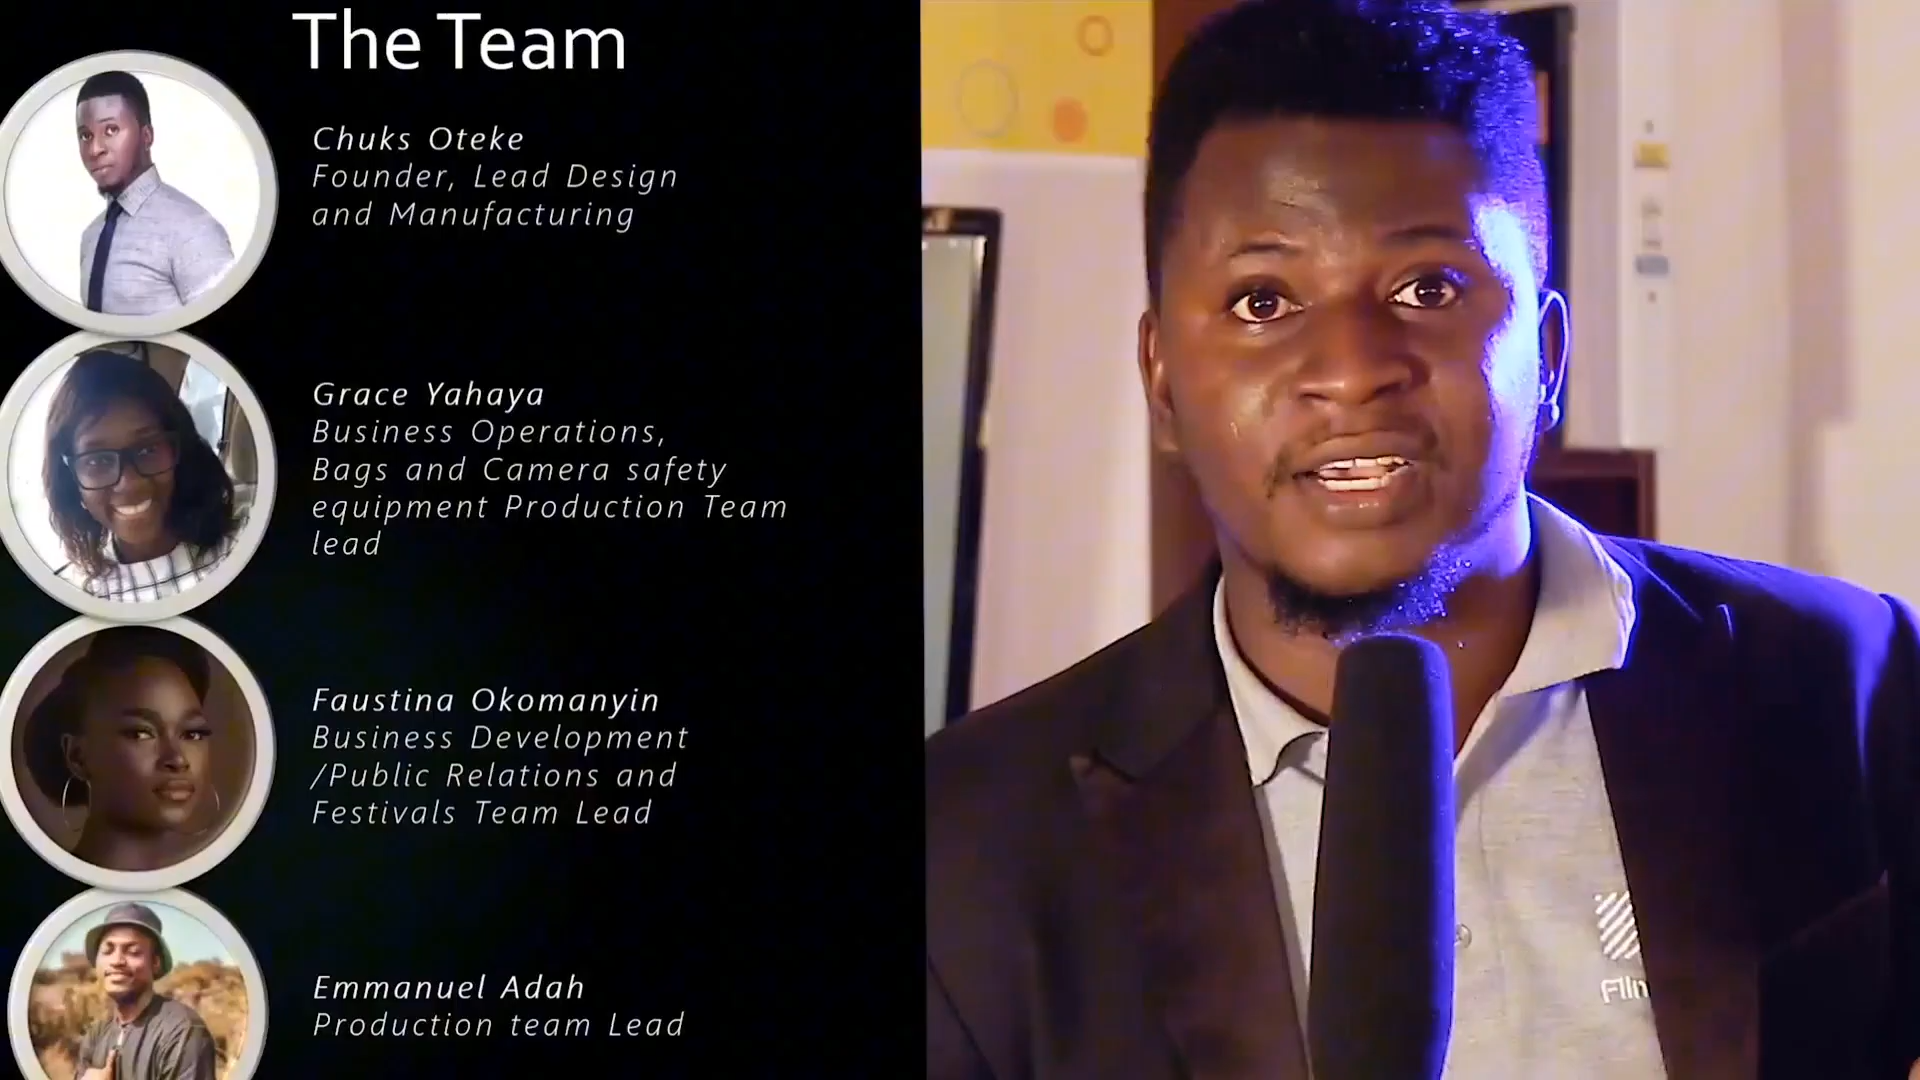 The Team
Chuks Oteke
Founder, Lead Design
and Manufacturing
Grace Yahaya
Business Operations,
Bags and Camera safety
equipment Production Team
lead
Faustina Okomanyin
Business Development
/Public Relations and
Festivals Team Lead
Emmanuel Adah
Production team Lead